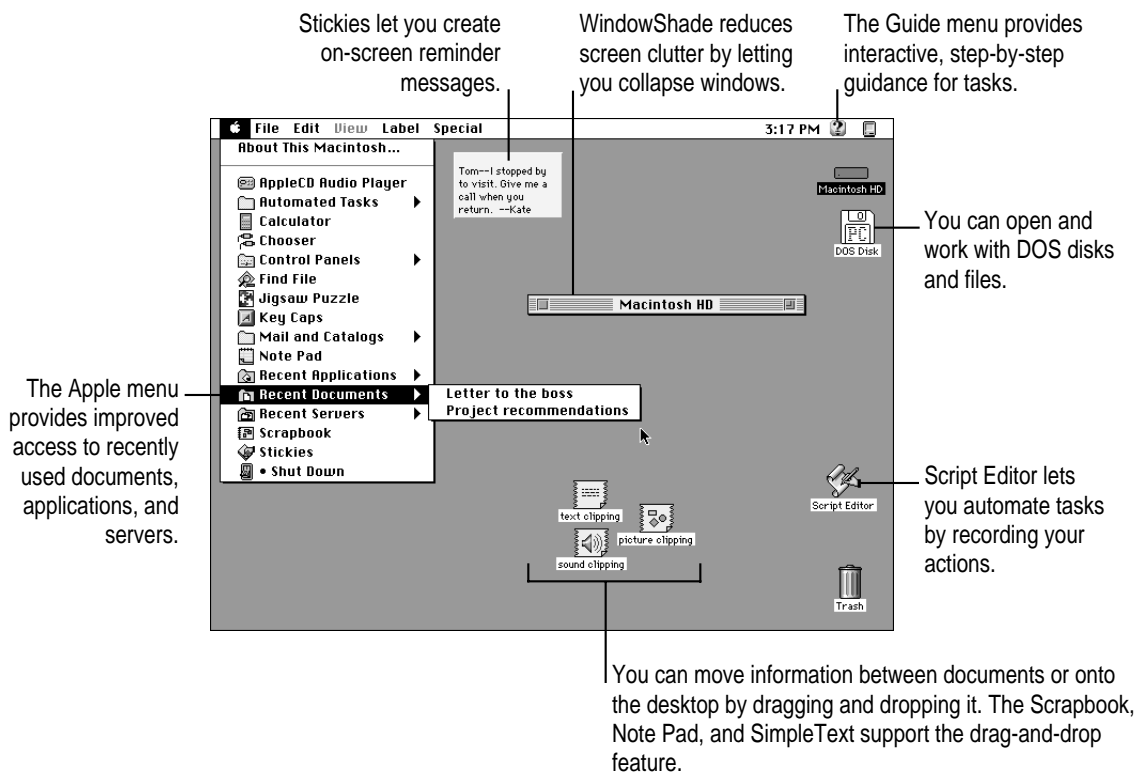 Stickies let you create
on-screen reminder
messages.
WindowShade reduces
screen clutter by letting
you collapse windows.
The Guide menu provides
interactive, step-by-step
guidance for tasks.
File Edit View Label Special
3:17 PM
About This Macintosh...
AppleCD Audio Player
Automated Tasks
Calculator
Chooser
Control Panels
Find File
Jigsaw Puzzle
Key Caps
Mail and Catalogs
Note Pad
Recent Applications
Recent Documents
Recent Servers
Scrapbook
Stickies
• Shut Down
Letter to the boss
Project recommendations
Tom--I stopped by
to visit. Give me a
call when you
return. --Kate
Macintosh HD
Macintosh HD
PC
DOS Disk
You can open and
work with DOS disks
and files.
The Apple menu
provides improved
access to recently
used documents,
applications, and
servers.
text clipping
picture clipping
sound clipping
Script Editor
Script Editor lets
you automate tasks
by recording your
actions.
Trash
You can move information between documents or onto
the desktop by dragging and dropping it. The Scrapbook,
Note Pad, and SimpleText support the drag-and-drop
feature.